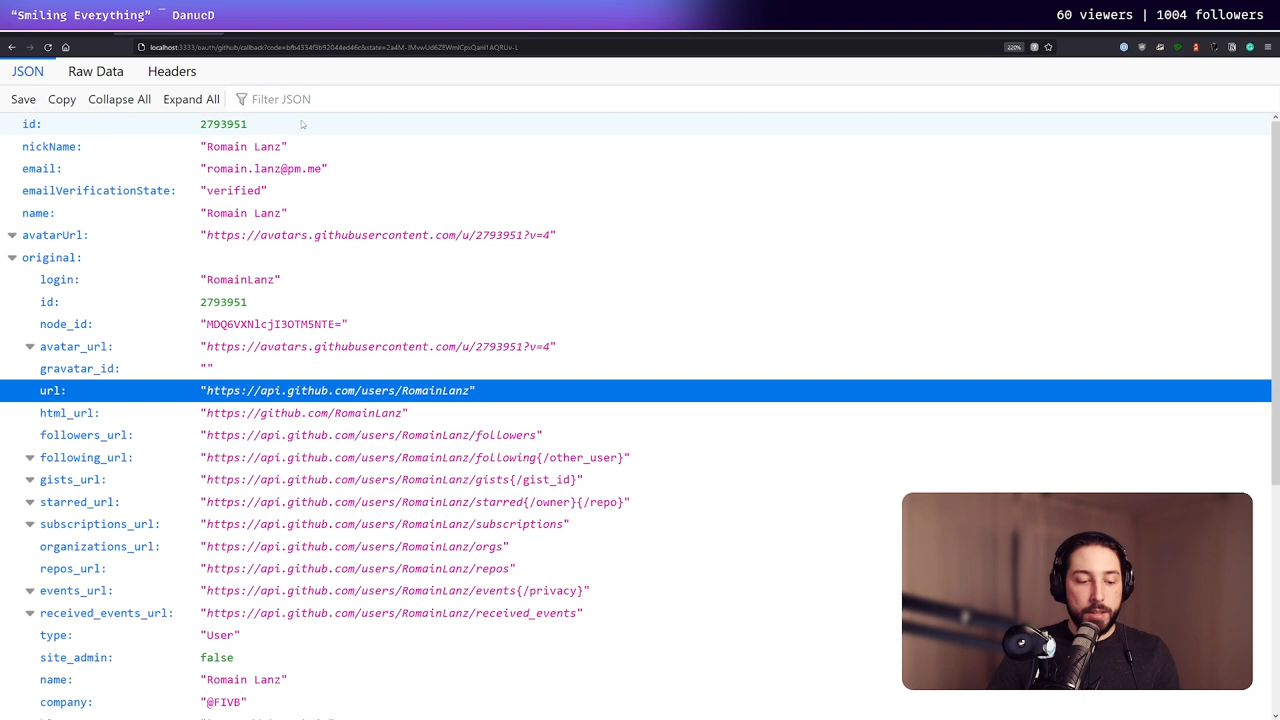 "Smiling Everything" ¯ DanucD
60 viewers | 1004 followers
220%
JSON
Raw Data
Headers
Save
Copy
Collapse All
Expand All
Filter JSON
id: 2793951
nickName: "Romain Lanz"
email: "romain.lanz@pm.me"
emailVerificationState: "verified"
name: "Romain Lanz"
avatarUrl: "https://avatars.githubusercontent.com/u/2793951?v=4"
original:
login: "RomainLanz"
id: 2793951
node_id: "MDQ6VXNlcjI3OTM5NTE="
avatar_url: "https://avatars.githubusercontent.com/u/2793951?v=4"
gravatar_id: ""
url: "https://api.github.com/users/RomainLanz"
html_url: "https://github.com/RomainLanz"
followers_url: "https://api.github.com/users/RomainLanz/followers"
following_url: "https://api.github.com/users/RomainLanz/following{/other_user}"
gists_url: "https://api.github.com/users/RomainLanz/gists{/gist_id}"
starred_url: "https://api.github.com/users/RomainLanz/starred{/owner}{/repo}"
subscriptions_url: "https://api.github.com/users/RomainLanz/subscriptions"
organizations_url: "https://api.github.com/users/RomainLanz/orgs"
repos_url: "https://api.github.com/users/RomainLanz/repos"
events_url: "https://api.github.com/users/RomainLanz/events{/privacy}"
received_events_url: "https://api.github.com/users/RomainLanz/received_events"
type: "User"
site_admin: false
name: "Romain Lanz"
company: "@FIVB"